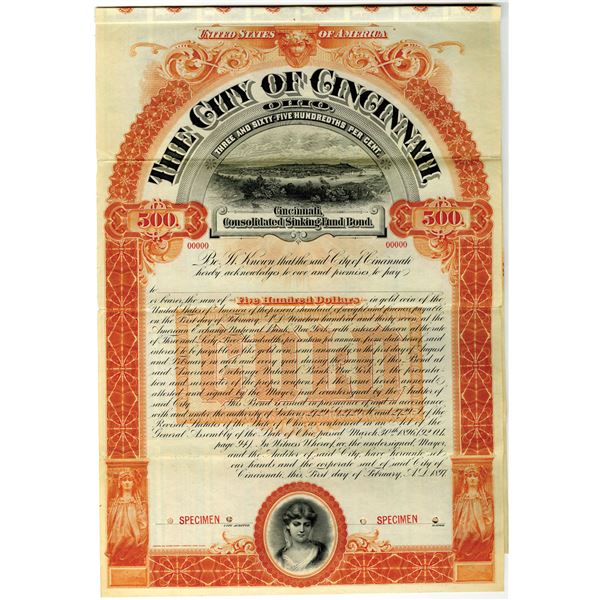 UNITED STATES OF AMERICA
THE CITY OF CINCINNATI,
OHIO.
THREE AND SIXTY-FIVE HUNDREDTHS PER CENT.
Cincinnati,
Consolidated Sinking Fund Bond.
500. 500.
00000 00000
Be It Known that the said City of Cincinnati
hereby acknowledges to owe and promises to pay
to
or bearer, the sum of Five Hundred Dollars in gold coin of the
United States of America of the present standard of weight and fineness, payable
on the First day of February, A.D. Nineteen hundred and thirty seven, at the
American Exchange National Bank, New York, with interest thereon at the rate
of Three and Sixty-Five Hundredths per centum per annum, from date hereof, said
interest to be payable in like gold coin, semi-annually, on the first day of August
and February in each and every year during the running of this Bond at
said American Exchange National Bank, New York, on the presentation
and surrender of the proper coupon for the same hereto annexed
attested and signed by the Mayor, and countersigned by the Auditor
of said City. This Bond is issued in pursuance of and in accordance
with and under the authority of Sections
Revised Statutes of the State of Ohio as contained in an Act of the
General Assembly of the State of Ohio passed March 30th 1896 (92 O.L.
page 94). In Witness Whereof, we, the undersigned, Mayor
and the Auditor of said City, have hereunto set
our hands and the corporate seal of said City of
Cincinnati, this First day of February, A.D. 1897.
SPECIMEN SPECIMEN
CITY AUDITOR MAYOR